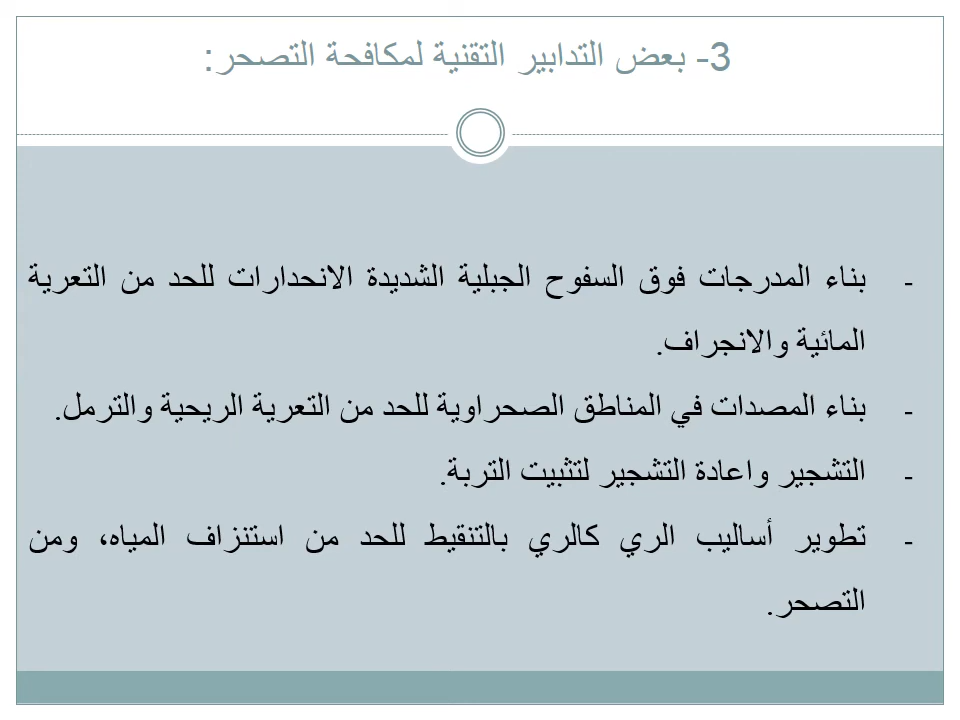 3- بعض التدابير التقنية لمكافحة التصحر:
- بناء المدرجات فوق السفوح الجبلية الشديدة الانحدارات للحد من التعرية
المائية والانجراف.
- بناء المصدات في المناطق الصحراوية للحد من التعرية الريحية والترمل.
- التشجير واعادة التشجير لتثبيت التربة.
- تطوير أساليب الري كالري بالتنقيط للحد من استنزاف المياه، ومن
التصحر.